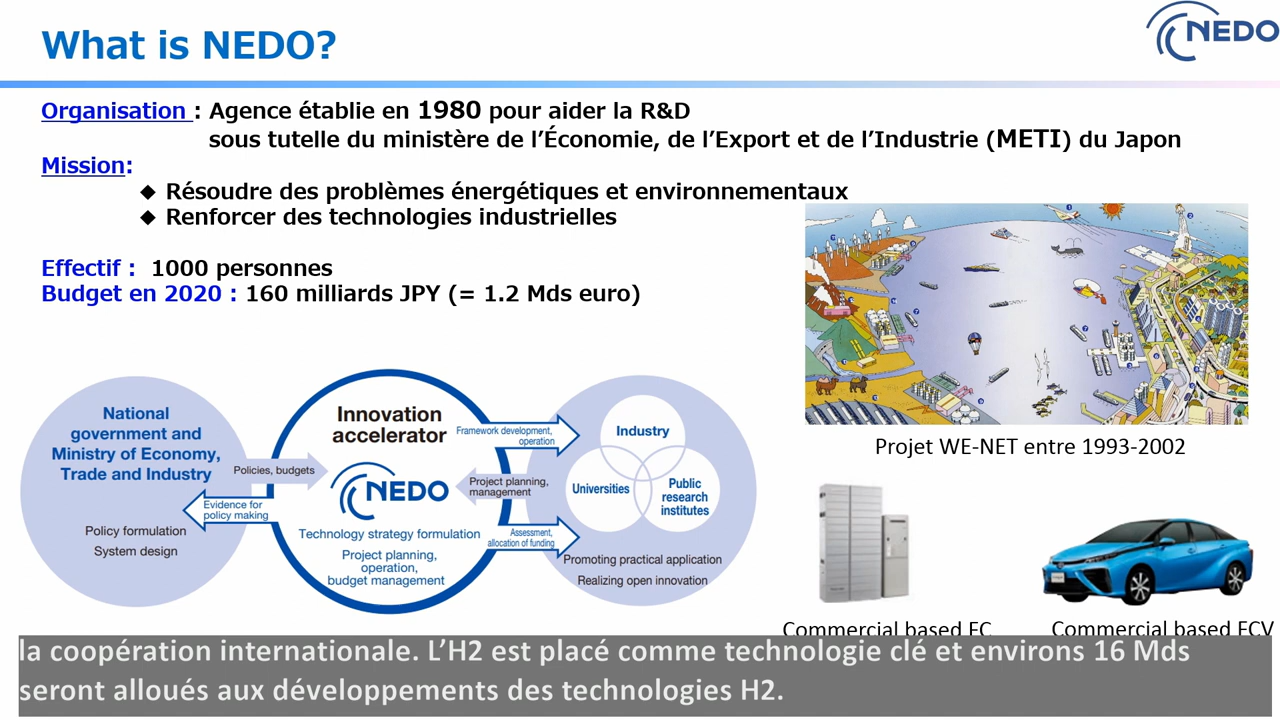 What is NEDO?
NEDO
Organisation : Agence établie en 1980 pour aider la R&D
sous tutelle du ministère de l’Économie, de l’Export et de l’Industrie (METI) du Japon
Mission:
◆ Résoudre des problèmes énergétiques et environnementaux
◆ Renforcer des technologies industrielles
Effectif : 1000 personnes
Budget en 2020 : 160 milliards JPY (= 1.2 Mds euro)
National
government and
Ministry of Economy,
Trade and Industry
Policy formulation
System design
Policies, budgets
Evidence for
policy making
Innovation
accelerator
NEDO
Technology strategy formulation
Project planning,
operation,
budget management
Framework development,
operation
Project planning,
management
Assessment,
allocation of funding
Industry
Universities
Public
research
institutes
Promoting practical application
Realizing open innovation
Projet WE-NET entre 1993-2002
Commercial based FC
Commercial based FCV
la coopération internationale. L’H2 est placé comme technologie clé et environs 16 Mds
seront alloués aux développements des technologies H2.